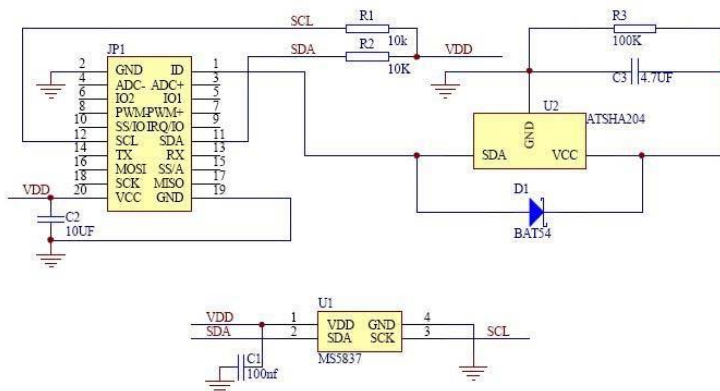 SCL
R1
R3
10k
100K
JP1
SDA
R2
VDD
10K
C3
4.7UF
2 GND ID 1
4 ADC- ADC+ 3
6 IO2 IO1 5
8 PWM- PWM+ 7
10 SS/IO IRQ/IO 9
12 SCL SDA 11
14 TX RX 13
16 MOSI SS/A 15
18 SCK MISO 17
20 VCC GND 19
U2
ATSHA204
GND
SDA VCC
VDD
C2
10UF
D1
BAT54
U1
VDD 1 VDD GND 4
SDA 2 SDA SCK 3 SCL
MS5837
C1
100nf